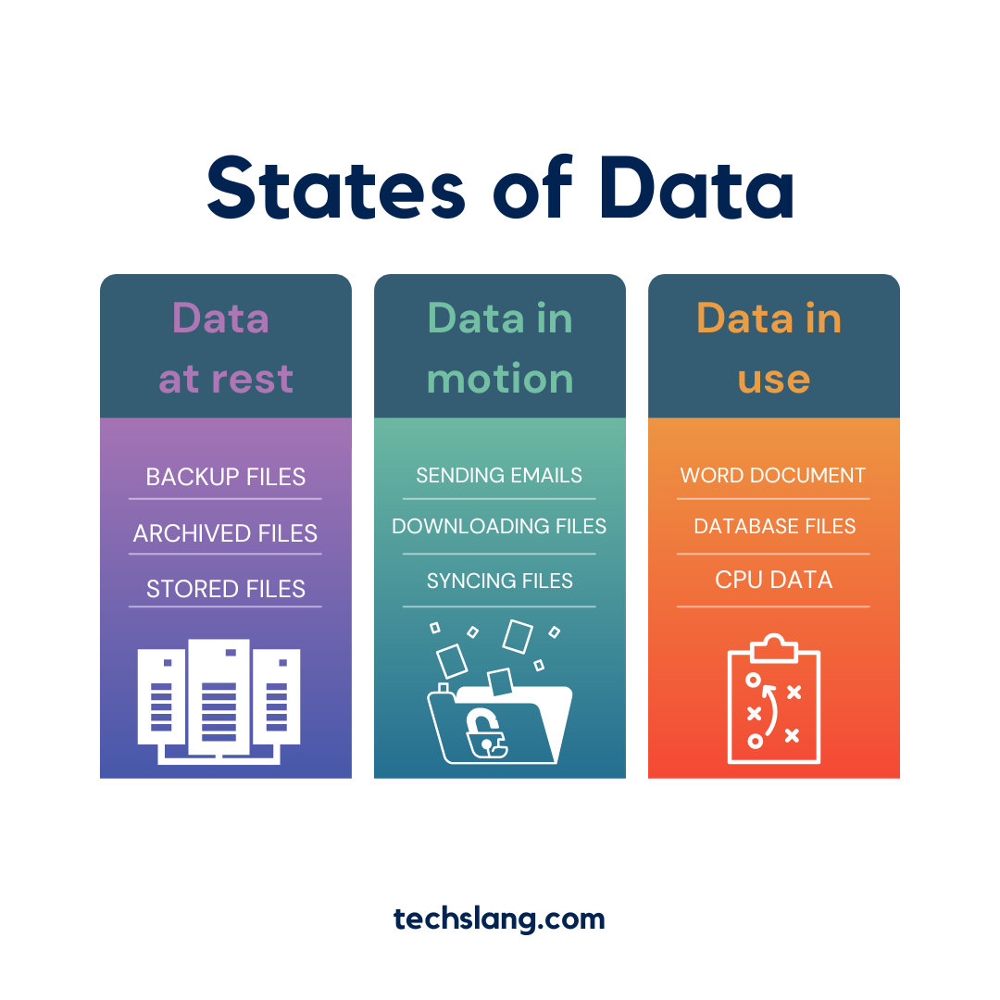 States of Data
Data
at rest
BACKUP FILES
ARCHIVED FILES
STORED FILES
Data in
motion
SENDING EMAILS
DOWNLOADING FILES
SYNCING FILES
Data in
use
WORD DOCUMENT
DATABASE FILES
CPU DATA
techslang.com